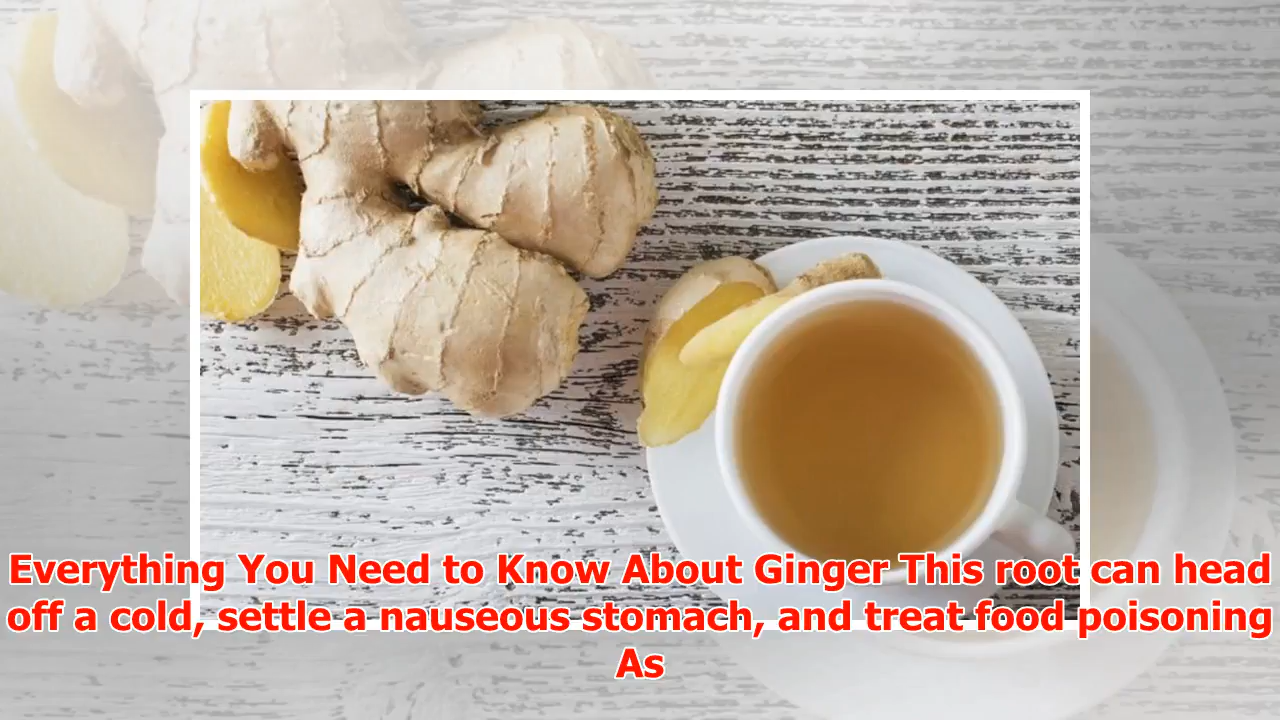 Everything You Need to Know About Ginger This root can head
off a cold, settle a nauseous stomach, and treat food poisoning
As